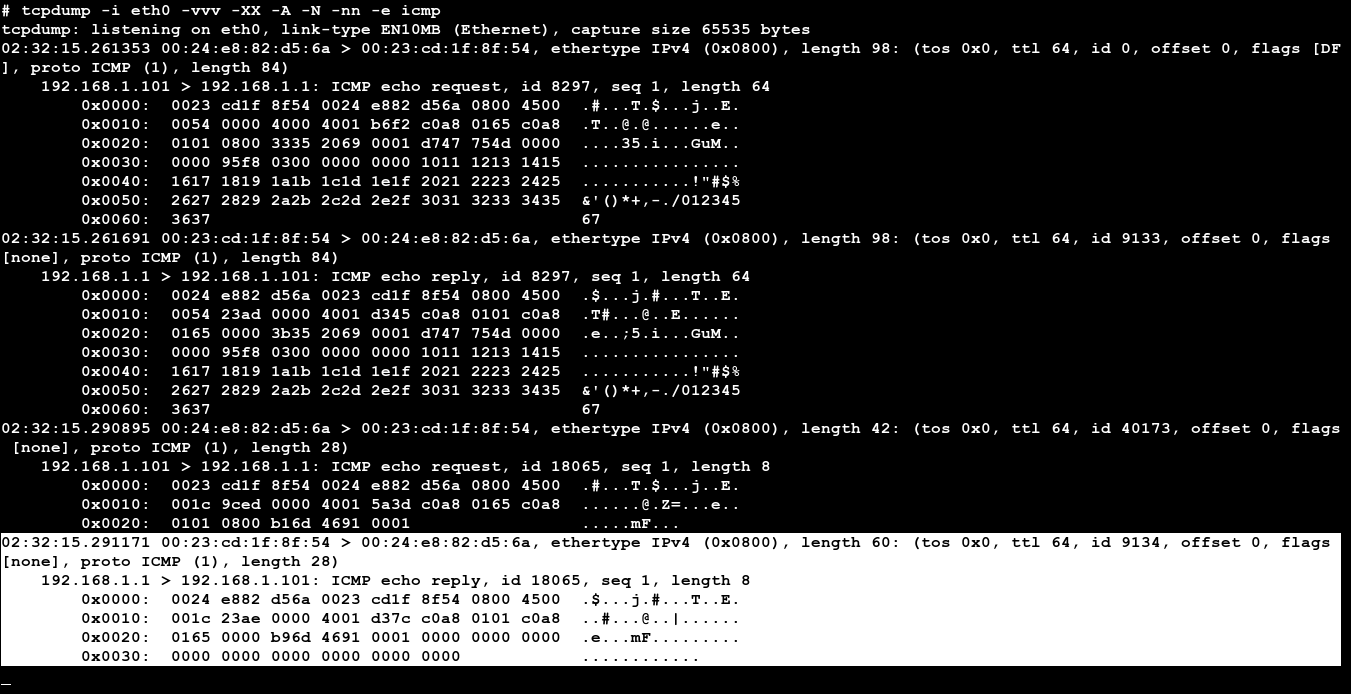 # tcpdump -i eth0 -vvv -XX -A -N -nn -e icmp
tcpdump: listening on eth0, link-type EN10MB (Ethernet), capture size 65535 bytes
02:32:15.261353 00:24:e8:82:d5:6a > 00:23:cd:1f:8f:54, ethertype IPv4 (0x0800), length 98: (tos 0x0, ttl 64, id 0, offset 0, flags [DF
], proto ICMP (1), length 84)
    192.168.1.101 > 192.168.1.1: ICMP echo request, id 8297, seq 1, length 64
        0x0000:  0023 cd1f 8f54 0024 e882 d56a 0800 4500  .#...T.$...j..E.
        0x0010:  0054 0000 4000 4001 b6f2 c0a8 0165 c0a8  .T..@.@......e..
        0x0020:  0101 0800 3335 2069 0001 d747 754d 0000  ....35.i...GuM..
        0x0030:  0000 95f8 0300 0000 0000 1011 1213 1415  ................
        0x0040:  1617 1819 1a1b 1c1d 1e1f 2021 2223 2425  ...........!"#$%
        0x0050:  2627 2829 2a2b 2c2d 2e2f 3031 3233 3435  &'()*+,-./012345
        0x0060:  3637                                     67
02:32:15.261691 00:23:cd:1f:8f:54 > 00:24:e8:82:d5:6a, ethertype IPv4 (0x0800), length 98: (tos 0x0, ttl 64, id 9133, offset 0, flags
[none], proto ICMP (1), length 84)
    192.168.1.1 > 192.168.1.101: ICMP echo reply, id 8297, seq 1, length 64
        0x0000:  0024 e882 d56a 0023 cd1f 8f54 0800 4500  .$...j.#...T..E.
        0x0010:  0054 23ad 0000 4001 d345 c0a8 0101 c0a8  .T#...@..E......
        0x0020:  0165 0000 3b35 2069 0001 d747 754d 0000  .e..;5.i...GuM..
        0x0030:  0000 95f8 0300 0000 0000 1011 1213 1415  ................
        0x0040:  1617 1819 1a1b 1c1d 1e1f 2021 2223 2425  ...........!"#$%
        0x0050:  2627 2829 2a2b 2c2d 2e2f 3031 3233 3435  &'()*+,-./012345
        0x0060:  3637                                     67
02:32:15.290895 00:24:e8:82:d5:6a > 00:23:cd:1f:8f:54, ethertype IPv4 (0x0800), length 42: (tos 0x0, ttl 64, id 40173, offset 0, flags
 [none], proto ICMP (1), length 28)
    192.168.1.101 > 192.168.1.1: ICMP echo request, id 18065, seq 1, length 8
        0x0000:  0023 cd1f 8f54 0024 e882 d56a 0800 4500  .#...T.$...j..E.
        0x0010:  001c 9ced 0000 4001 5a3d c0a8 0165 c0a8  ......@.Z=...e..
        0x0020:  0101 0800 b16d 4691 0001                 .....mF...
02:32:15.291171 00:23:cd:1f:8f:54 > 00:24:e8:82:d5:6a, ethertype IPv4 (0x0800), length 60: (tos 0x0, ttl 64, id 9134, offset 0, flags
[none], proto ICMP (1), length 28)
    192.168.1.1 > 192.168.1.101: ICMP echo reply, id 18065, seq 1, length 8
        0x0000:  0024 e882 d56a 0023 cd1f 8f54 0800 4500  .$...j.#...T..E.
        0x0010:  001c 23ae 0000 4001 d37c c0a8 0101 c0a8  ..#...@..|......
        0x0020:  0165 0000 b96d 4691 0001 0000 0000 0000  .e...mF.........
        0x0030:  0000 0000 0000 0000 0000 0000            ............